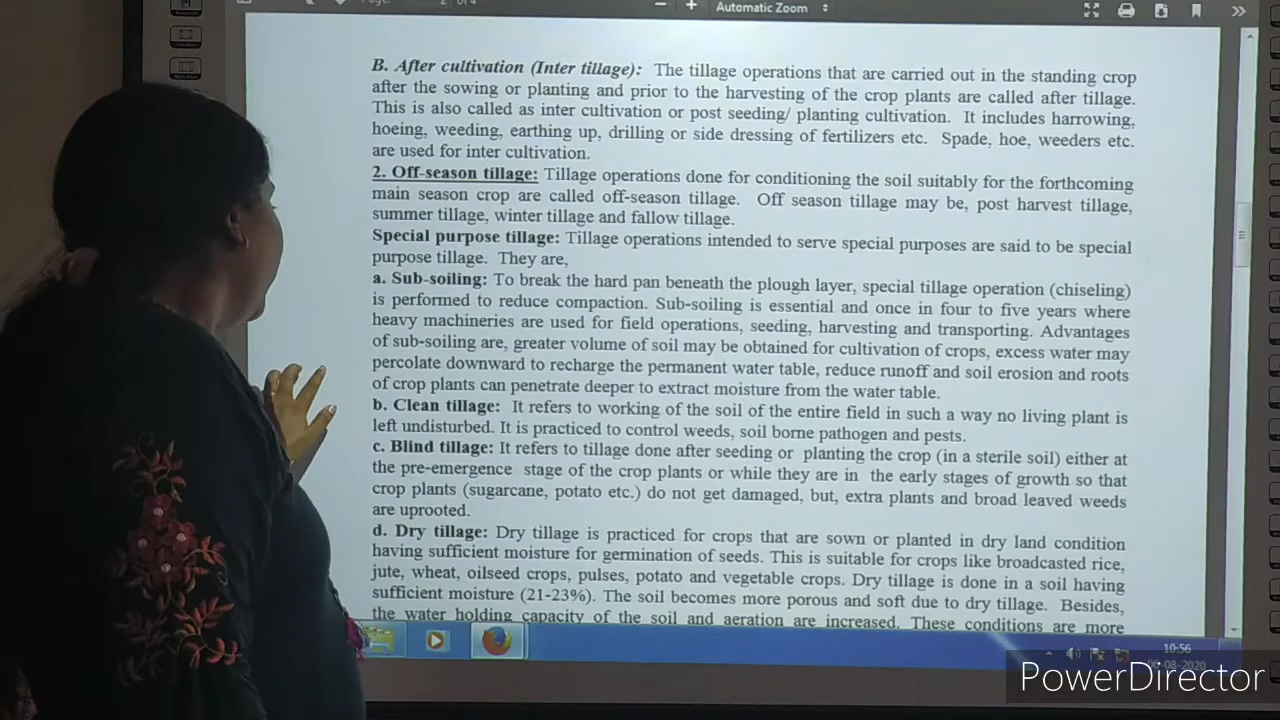 2 of 4
Automatic Zoom
B. After cultivation (Inter tillage): The tillage operations that are carried out in the standing crop
after the sowing or planting and prior to the harvesting of the crop plants are called after tillage.
This is also called as inter cultivation or post seeding/ planting cultivation. It includes harrowing,
hoeing, weeding, earthing up, drilling or side dressing of fertilizers etc. Spade, hoe, weeders etc.
are used for inter cultivation.
2. Off-season tillage: Tillage operations done for conditioning the soil suitably for the forthcoming
main season crop are called off-season tillage. Off season tillage may be, post harvest tillage,
summer tillage, winter tillage and fallow tillage.
Special purpose tillage: Tillage operations intended to serve special purposes are said to be special
purpose tillage. They are,
a. Sub-soiling: To break the hard pan beneath the plough layer, special tillage operation (chiseling)
is performed to reduce compaction. Sub-soiling is essential and once in four to five years where
heavy machineries are used for field operations, seeding, harvesting and transporting. Advantages
of sub-soiling are, greater volume of soil may be obtained for cultivation of crops, excess water may
percolate downward to recharge the permanent water table, reduce runoff and soil erosion and roots
of crop plants can penetrate deeper to extract moisture from the water table.
b. Clean tillage: It refers to working of the soil of the entire field in such a way no living plant is
left undisturbed. It is practiced to control weeds, soil borne pathogen and pests.
c. Blind tillage: It refers to tillage done after seeding or planting the crop (in a sterile soil) either at
the pre-emergence stage of the crop plants or while they are in the early stages of growth so that
crop plants (sugarcane, potato etc.) do not get damaged, but, extra plants and broad leaved weeds
are uprooted.
d. Dry tillage: Dry tillage is practiced for crops that are sown or planted in dry land condition
having sufficient moisture for germination of seeds. This is suitable for crops like broadcasted rice,
jute, wheat, oilseed crops, pulses, potato and vegetable crops. Dry tillage is done in a soil having
sufficient moisture (21-23%). The soil becomes more porous and soft due to dry tillage. Besides,
the water holding capacity of the soil and aeration are increased. These conditions are more
10:56
06-08-2020
PowerDirector